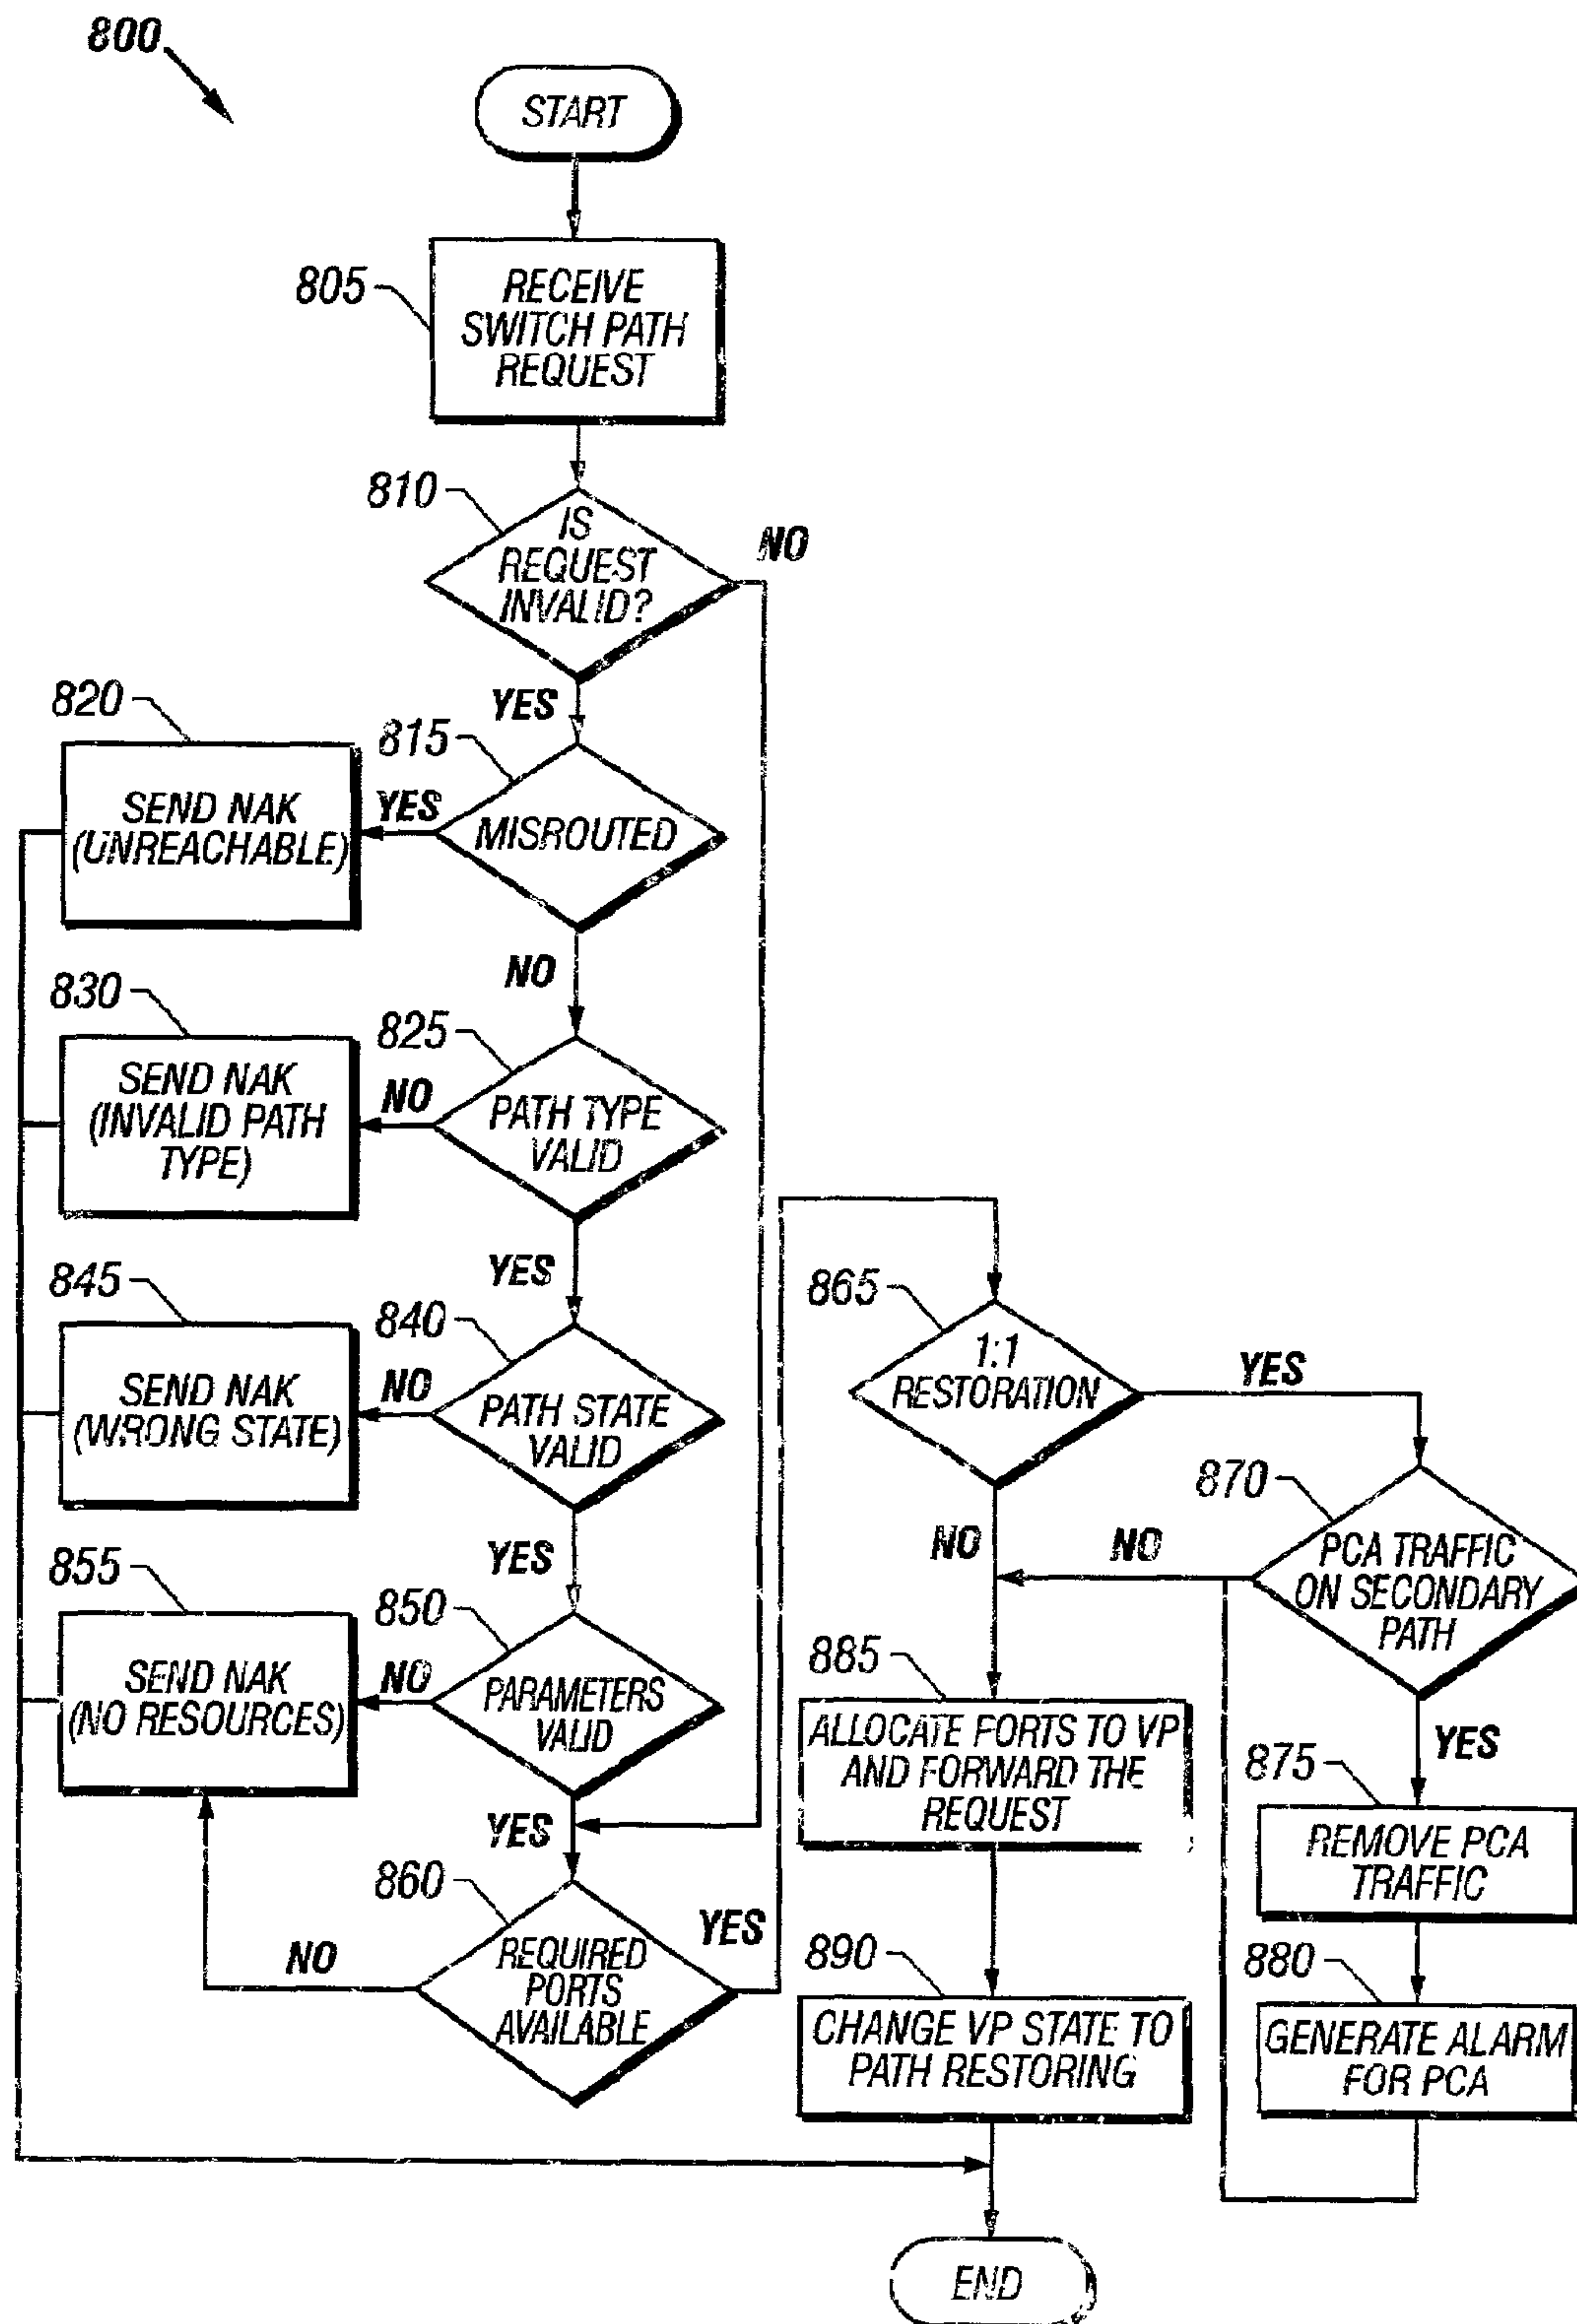 800
START
805
RECEIVE
SWITCH PATH
REQUEST
810
IS
REQUEST
INVALID?
NO
YES
820
815
SEND NAK
(UNREACHABLE)
YES
MISROUTED
NO
830
825
SEND NAK
(INVALID PATH
TYPE)
NO
PATH TYPE
VALID
YES
845
840
SEND NAK
(WRONG STATE)
NO
PATH STATE
VALID
YES
855
850
SEND NAK
(NO RESOURCES)
NO
PARAMETERS
VALID
YES
860
NO
REQUIRED
PORTS
AVAILABLE
YES
865
1:1
RESTORATION
YES
NO
870
NO
PCA TRAFFIC
ON SECONDARY
PATH
YES
885
ALLOCATE PORTS TO VP
AND FORWARD THE
REQUEST
875
REMOVE PCA
TRAFFIC
890
CHANGE VP STATE TO
PATH RESTORING
880
GENERATE ALARM
FOR PCA
END